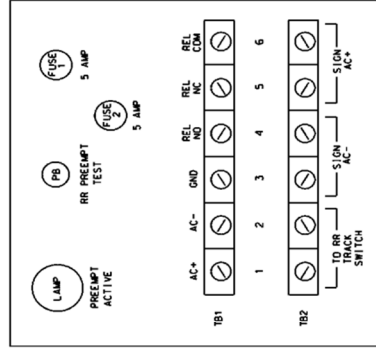 LAMP
PREEMPT
ACTIVE
PB
RR PREEMPT
TEST
FUSE
1
5 AMP
FUSE
2
5 AMP
AC+
AC-
GND
REL
NO
REL
NC
REL
COM
TB1
1
2
3
4
5
6
TB2
TO RR
TRACK
SWITCH
SIGN
AC-
SIGN
AC+